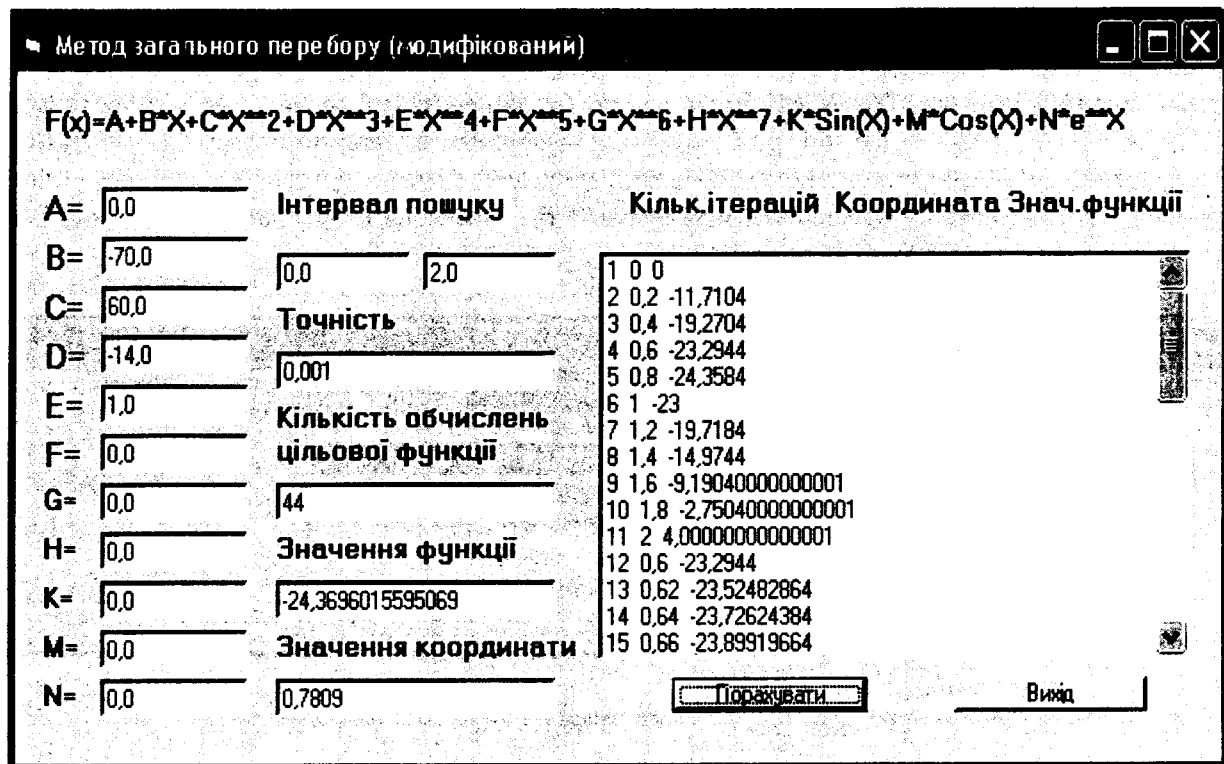 Метод загального перебору (модифікований)
F(x)=A+B*X+C*X**2+D*X**3+E*X**4+F*X**5+G*X**6+H*X**7+K*Sin(X)+M*Cos(X)+N*e**X
A= 0,0
B= -70,0
C= 60,0
D= -14,0
E= 1,0
F= 0,0
G= 0,0
H= 0,0
K= 0,0
M= 0,0
N= 0,0
Інтервал пошуку
0,0 2,0
Точність
0,001
Кількість обчислень
цільової функції
44
Значення функції
-24,3696015595069
Значення координати
0,7809
Кільк.ітерацій Координата Знач.функції
1 0 0
2 0,2 -11,7104
3 0,4 -19,2704
4 0,6 -23,2944
5 0,8 -24,3584
6 1 -23
7 1,2 -19,7184
8 1,4 -14,9744
9 1,6 -9,19040000000001
10 1,8 -2,75040000000001
11 2 4,00000000000001
12 0,6 -23,2944
13 0,62 -23,52482864
14 0,64 -23,72624384
15 0,66 -23,89919664
Порахувати
Вихід